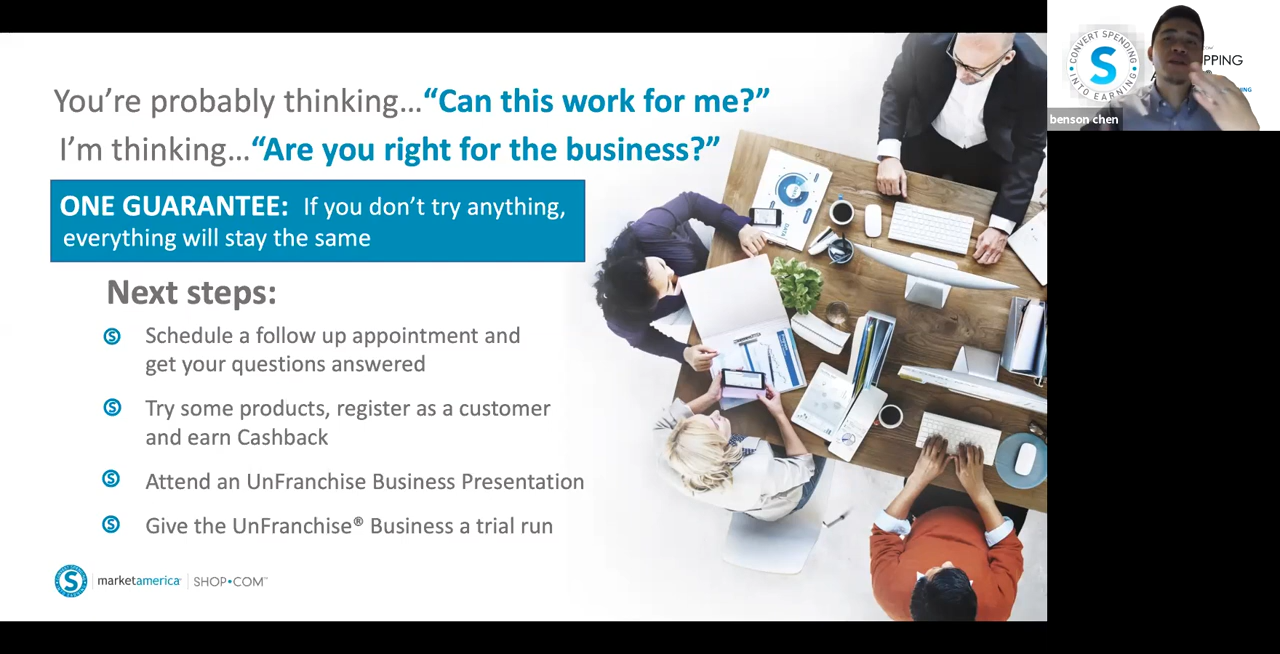 You're probably thinking…“Can this work for me?”
I'm thinking…“Are you right for the business?”
ONE GUARANTEE: If you don't try anything,
everything will stay the same
Next steps:
Schedule a follow up appointment and
get your questions answered
Try some products, register as a customer
and earn Cashback
Attend an UnFranchise Business Presentation
Give the UnFranchise® Business a trial run
marketamerica® | SHOP•COM™
CONVERT SPENDING
INTO EARNING
PPING
benson chen